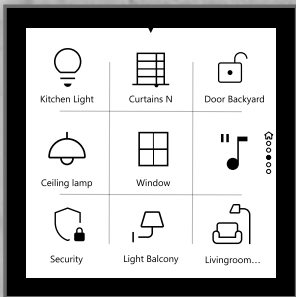 Kitchen Light
Curtains N
Door Backyard
Ceiling lamp
Window
Security
Light Balcony
Livingroom...